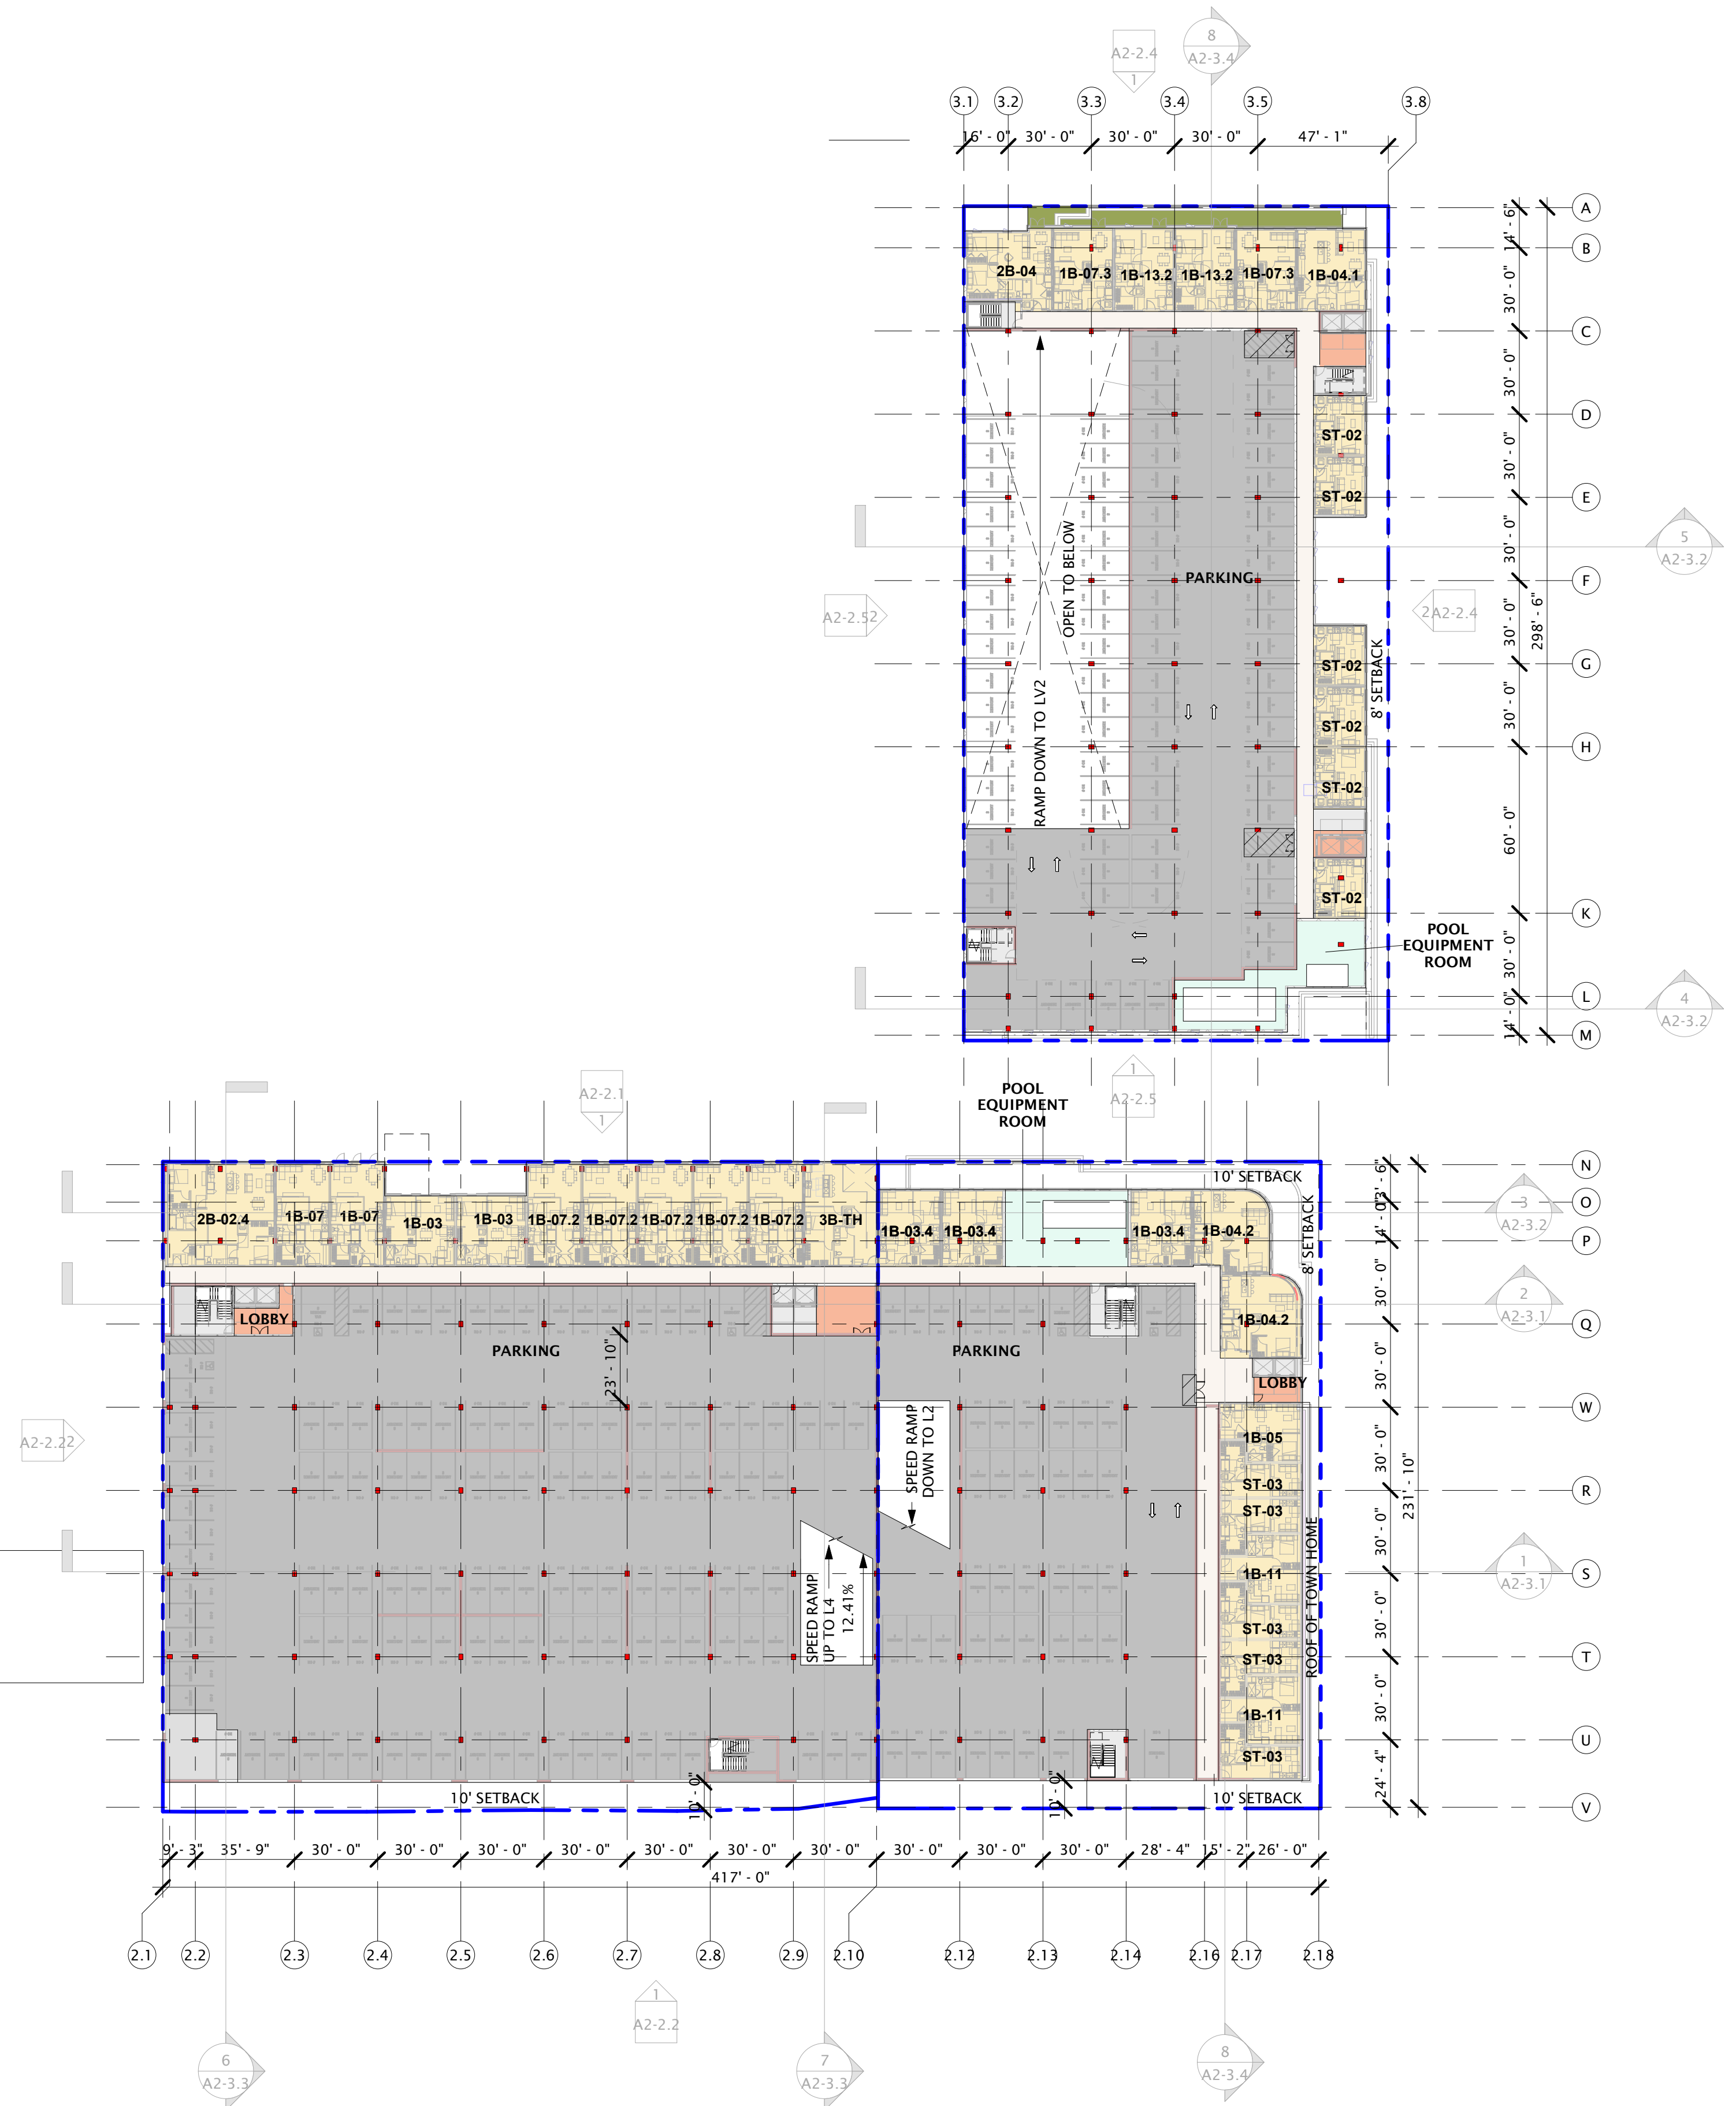 8
A2-3.4
A2-2.4
1
3.1
3.2
3.3
3.4
3.5
3.8
16' - 0"
30' - 0"
30' - 0"
30' - 0"
47' - 1"
A
B
C
D
E
F
G
H
K
L
M
14' - 6"
30' - 0"
30' - 0"
30' - 0"
30' - 0"
30' - 0"
30' - 0"
60' - 0"
30' - 0"
14' - 0"
298' - 6"
2B-04
1B-07.3
1B-13.2
1B-13.2
1B-07.3
1B-04.1
ST-02
ST-02
ST-02
ST-02
ST-02
ST-02
OPEN TO BELOW
RAMP DOWN TO LV2
PARKING
8' SETBACK
POOL
EQUIPMENT
ROOM
5
A2-3.2
4
A2-3.2
A2-2.5
2
2
A2-2.4
1
A2-2.5
A2-2.1
1
POOL
EQUIPMENT
ROOM
10' SETBACK
8' SETBACK
N
O
P
Q
W
R
S
T
U
V
13' - 6"
14' - 0"
30' - 0"
30' - 0"
30' - 0"
30' - 0"
30' - 0"
30' - 0"
24' - 4"
231' - 10"
3
A2-3.2
2
A2-3.1
1
A2-3.1
2B-02.4
1B-07
1B-07
1B-03
1B-03
1B-07.2
1B-07.2
1B-07.2
1B-07.2
1B-07.2
3B-TH
1B-03.4
1B-03.4
1B-03.4
1B-04.2
1B-04.2
LOBBY
LOBBY
PARKING
PARKING
23' - 10"
1B-05
ST-03
ST-03
1B-11
ST-03
ST-03
1B-11
ST-03
ROOF OF TOWN HOME
SPEED RAMP
DOWN TO L2
SPEED RAMP
UP TO L4
12.41%
A2-2.2
2
10' SETBACK
10' - 0"
10' - 0"
10' SETBACK
9' - 3"
35' - 9"
30' - 0"
30' - 0"
30' - 0"
30' - 0"
30' - 0"
30' - 0"
30' - 0"
30' - 0"
30' - 0"
30' - 0"
28' - 4"
15' - 2"
26' - 0"
417' - 0"
2.1
2.2
2.3
2.4
2.5
2.6
2.7
2.8
2.9
2.10
2.12
2.13
2.14
2.16
2.17
2.18
1
A2-2.2
6
A2-3.3
7
A2-3.3
8
A2-3.4